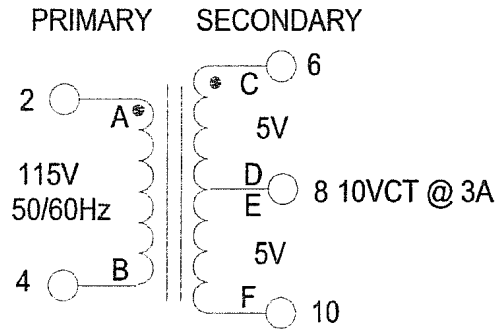 PRIMARY SECONDARY
6
C
2
A
5V
115V
50/60Hz
D
8 10VCT @ 3A
E
5V
4
B
F
10